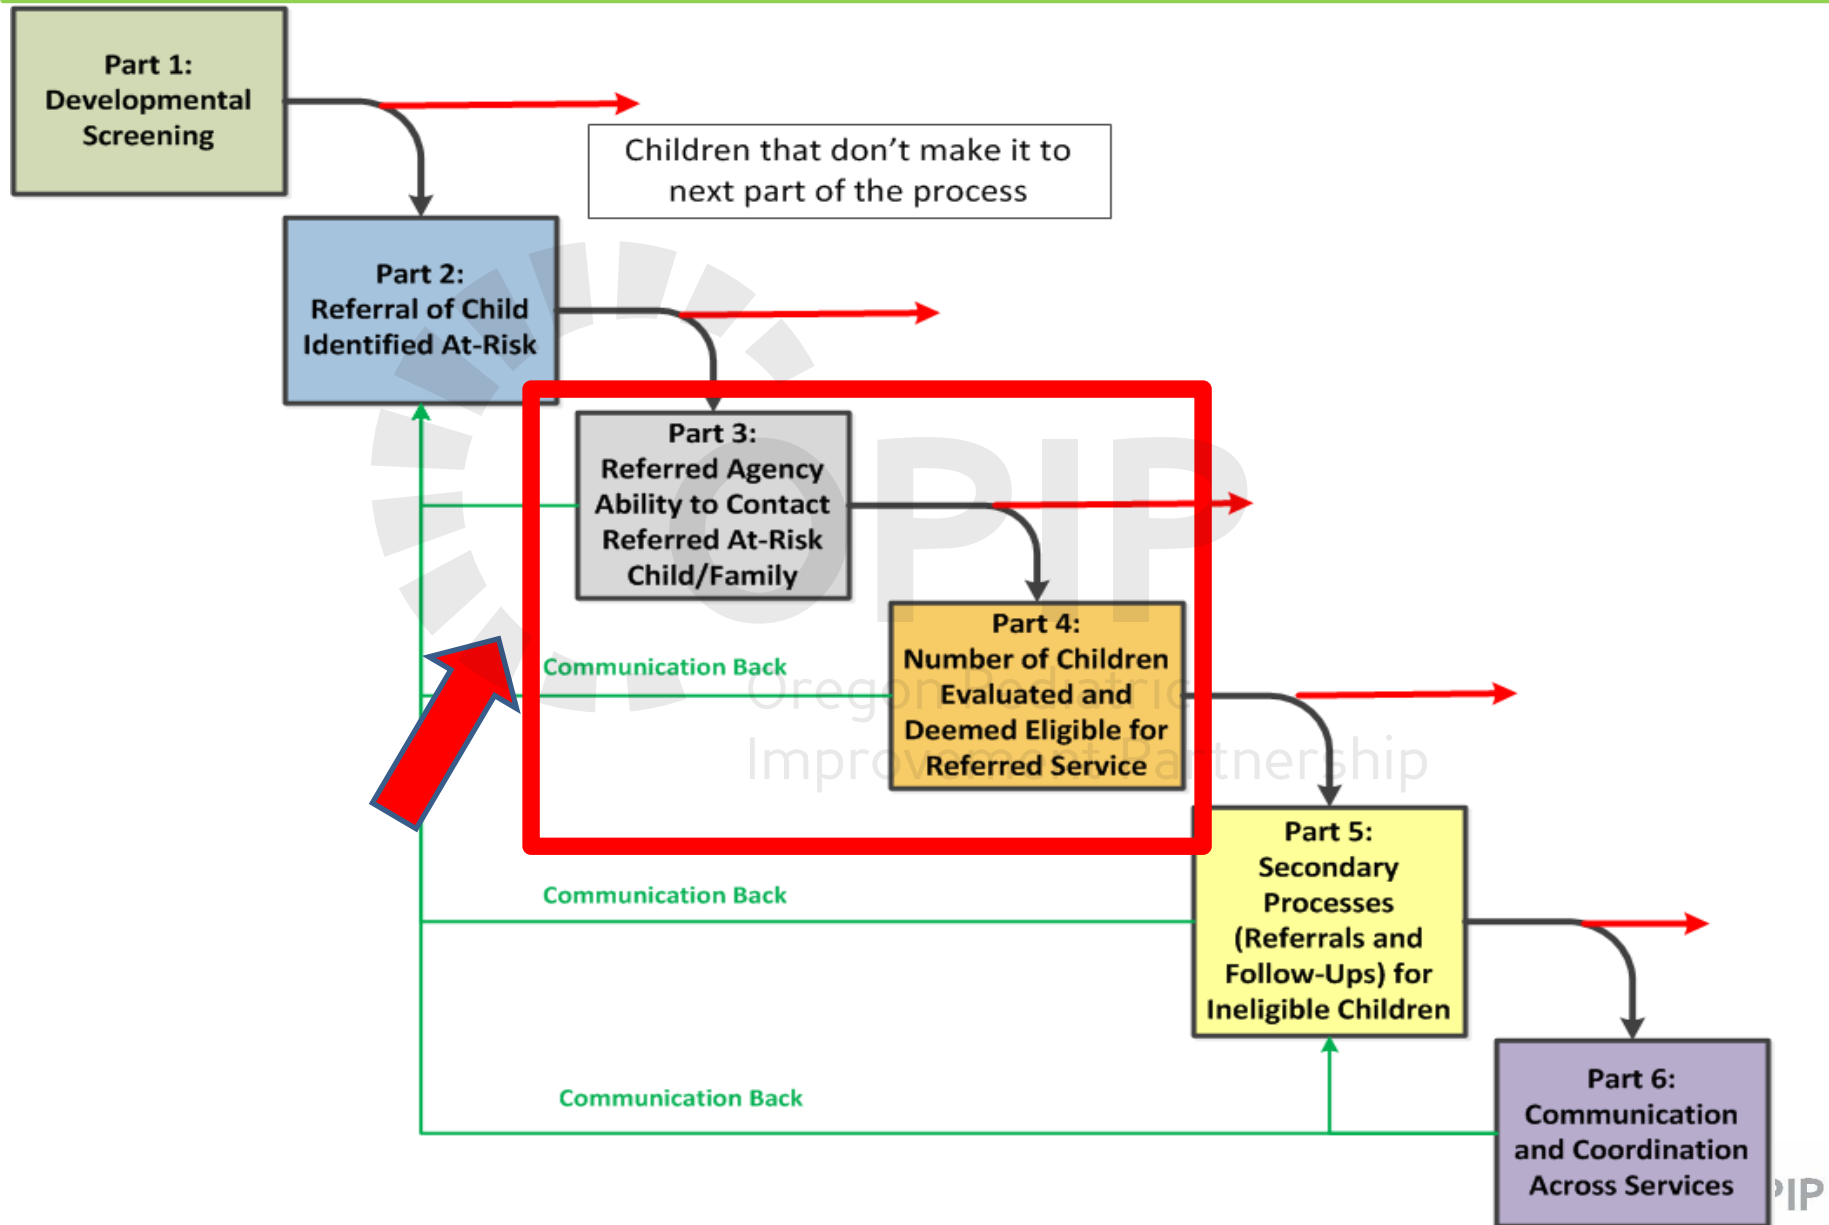 Part 1:
Developmental
Screening
Children that don’t make it to
next part of the process
Part 2:
Referral of Child
Identified At-Risk
Part 3:
Referred Agency
Ability to Contact
Referred At-Risk
Child/Family
OPIP
Part 4:
Number of Children
Evaluated and
Deemed Eligible for
Referred Service
Communication Back
Oregon Pediatric
Improvement Partnership
Part 5:
Secondary
Processes
(Referrals and
Follow-Ups) for
Ineligible Children
Communication Back
Part 6:
Communication
and Coordination
Across Services
Communication Back
PIP